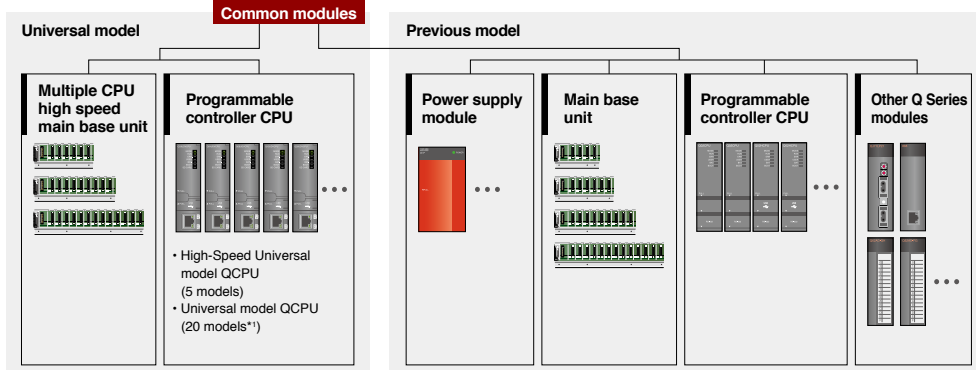 Common modules
Universal model
Previous model
Multiple CPU
high speed
main base unit
Programmable
controller CPU
• High-Speed Universal
model QCPU
(5 models)
• Universal model QCPU
(20 models*1)
Power supply
module
Main base
unit
Programmable
controller CPU
Other Q Series
modules